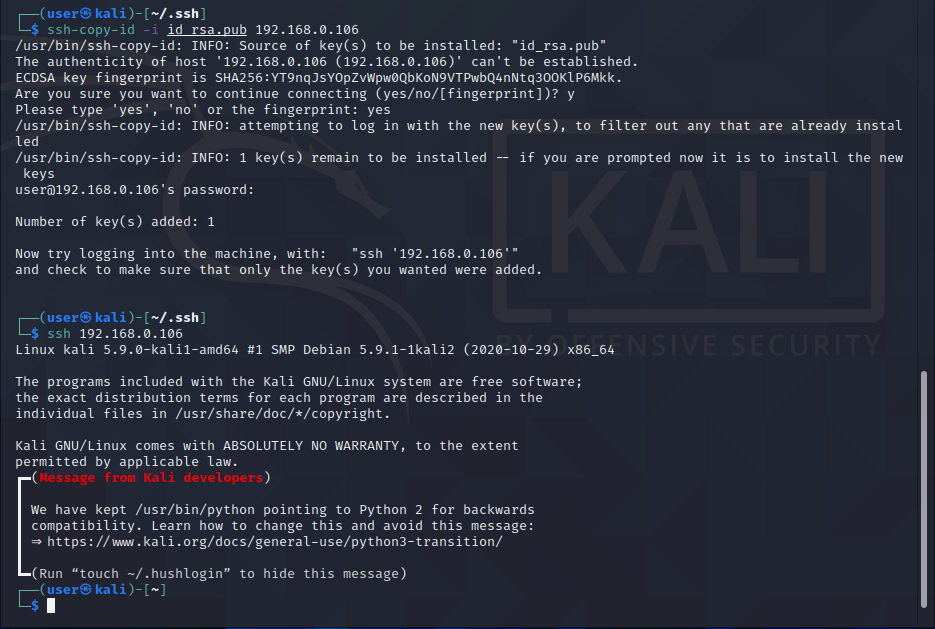 ┌──(user㉿kali)-[~/.ssh]
└─$ ssh-copy-id -i id_rsa.pub 192.168.0.106
/usr/bin/ssh-copy-id: INFO: Source of key(s) to be installed: "id_rsa.pub"
The authenticity of host '192.168.0.106 (192.168.0.106)' can't be established.
ECDSA key fingerprint is SHA256:YT9nqJsYOpZvWpw0QbKoN9VTPwbQ4nNtq3OOKlP6Mkk.
Are you sure you want to continue connecting (yes/no/[fingerprint])? y
Please type 'yes', 'no' or the fingerprint: yes
/usr/bin/ssh-copy-id: INFO: attempting to log in with the new key(s), to filter out any that are already instal
led
/usr/bin/ssh-copy-id: INFO: 1 key(s) remain to be installed -- if you are prompted now it is to install the new
 keys
user@192.168.0.106's password:
Number of key(s) added: 1
Now try logging into the machine, with:   "ssh '192.168.0.106'"
and check to make sure that only the key(s) you wanted were added.
┌──(user㉿kali)-[~/.ssh]
└─$ ssh 192.168.0.106
Linux kali 5.9.0-kali1-amd64 #1 SMP Debian 5.9.1-1kali2 (2020-10-29) x86_64
The programs included with the Kali GNU/Linux system are free software;
the exact distribution terms for each program are described in the
individual files in /usr/share/doc/*/copyright.
Kali GNU/Linux comes with ABSOLUTELY NO WARRANTY, to the extent
permitted by applicable law.
┏━(Message from Kali developers)
We have kept /usr/bin/python pointing to Python 2 for backwards
compatibility. Learn how to change this and avoid this message:
⇒ https://www.kali.org/docs/general-use/python3-transition/
┗━(Run “touch ~/.hushlogin” to hide this message)
┌──(user㉿kali)-[~]
└─$
KALI
BY OFFENSIVE SECURITY